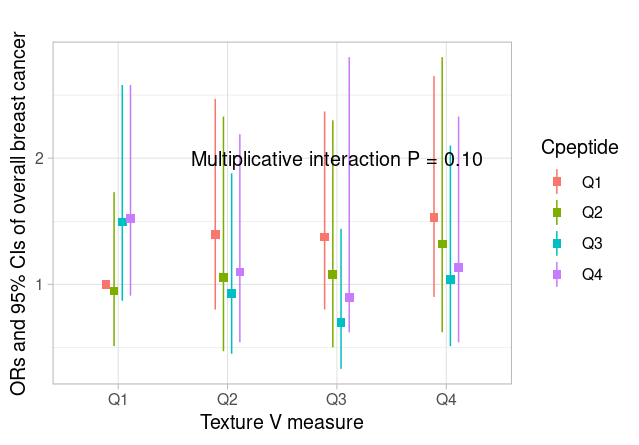 ORs and 95% CIs of overall breast cancer
2
1
Multiplicative interaction P = 0.10
Q1 Q2 Q3 Q4
Texture V measure
Cpeptide
Q1
Q2
Q3
Q4